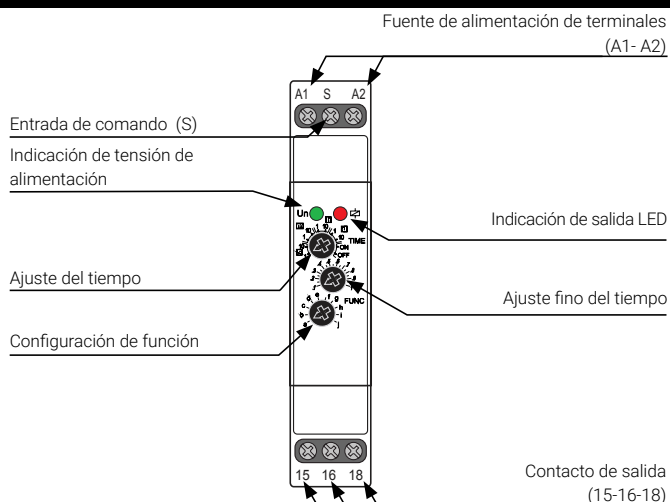 Fuente de alimentación de terminales
(A1- A2)
A1 S A2
Entrada de comando (S)
Indicación de tensión de
alimentación
Un
Indicación de salida LED
TIME
ON
OFF
Ajuste del tiempo
Ajuste fino del tiempo
FUNC
Configuración de función
15 16 18
Contacto de salida
(15-16-18)